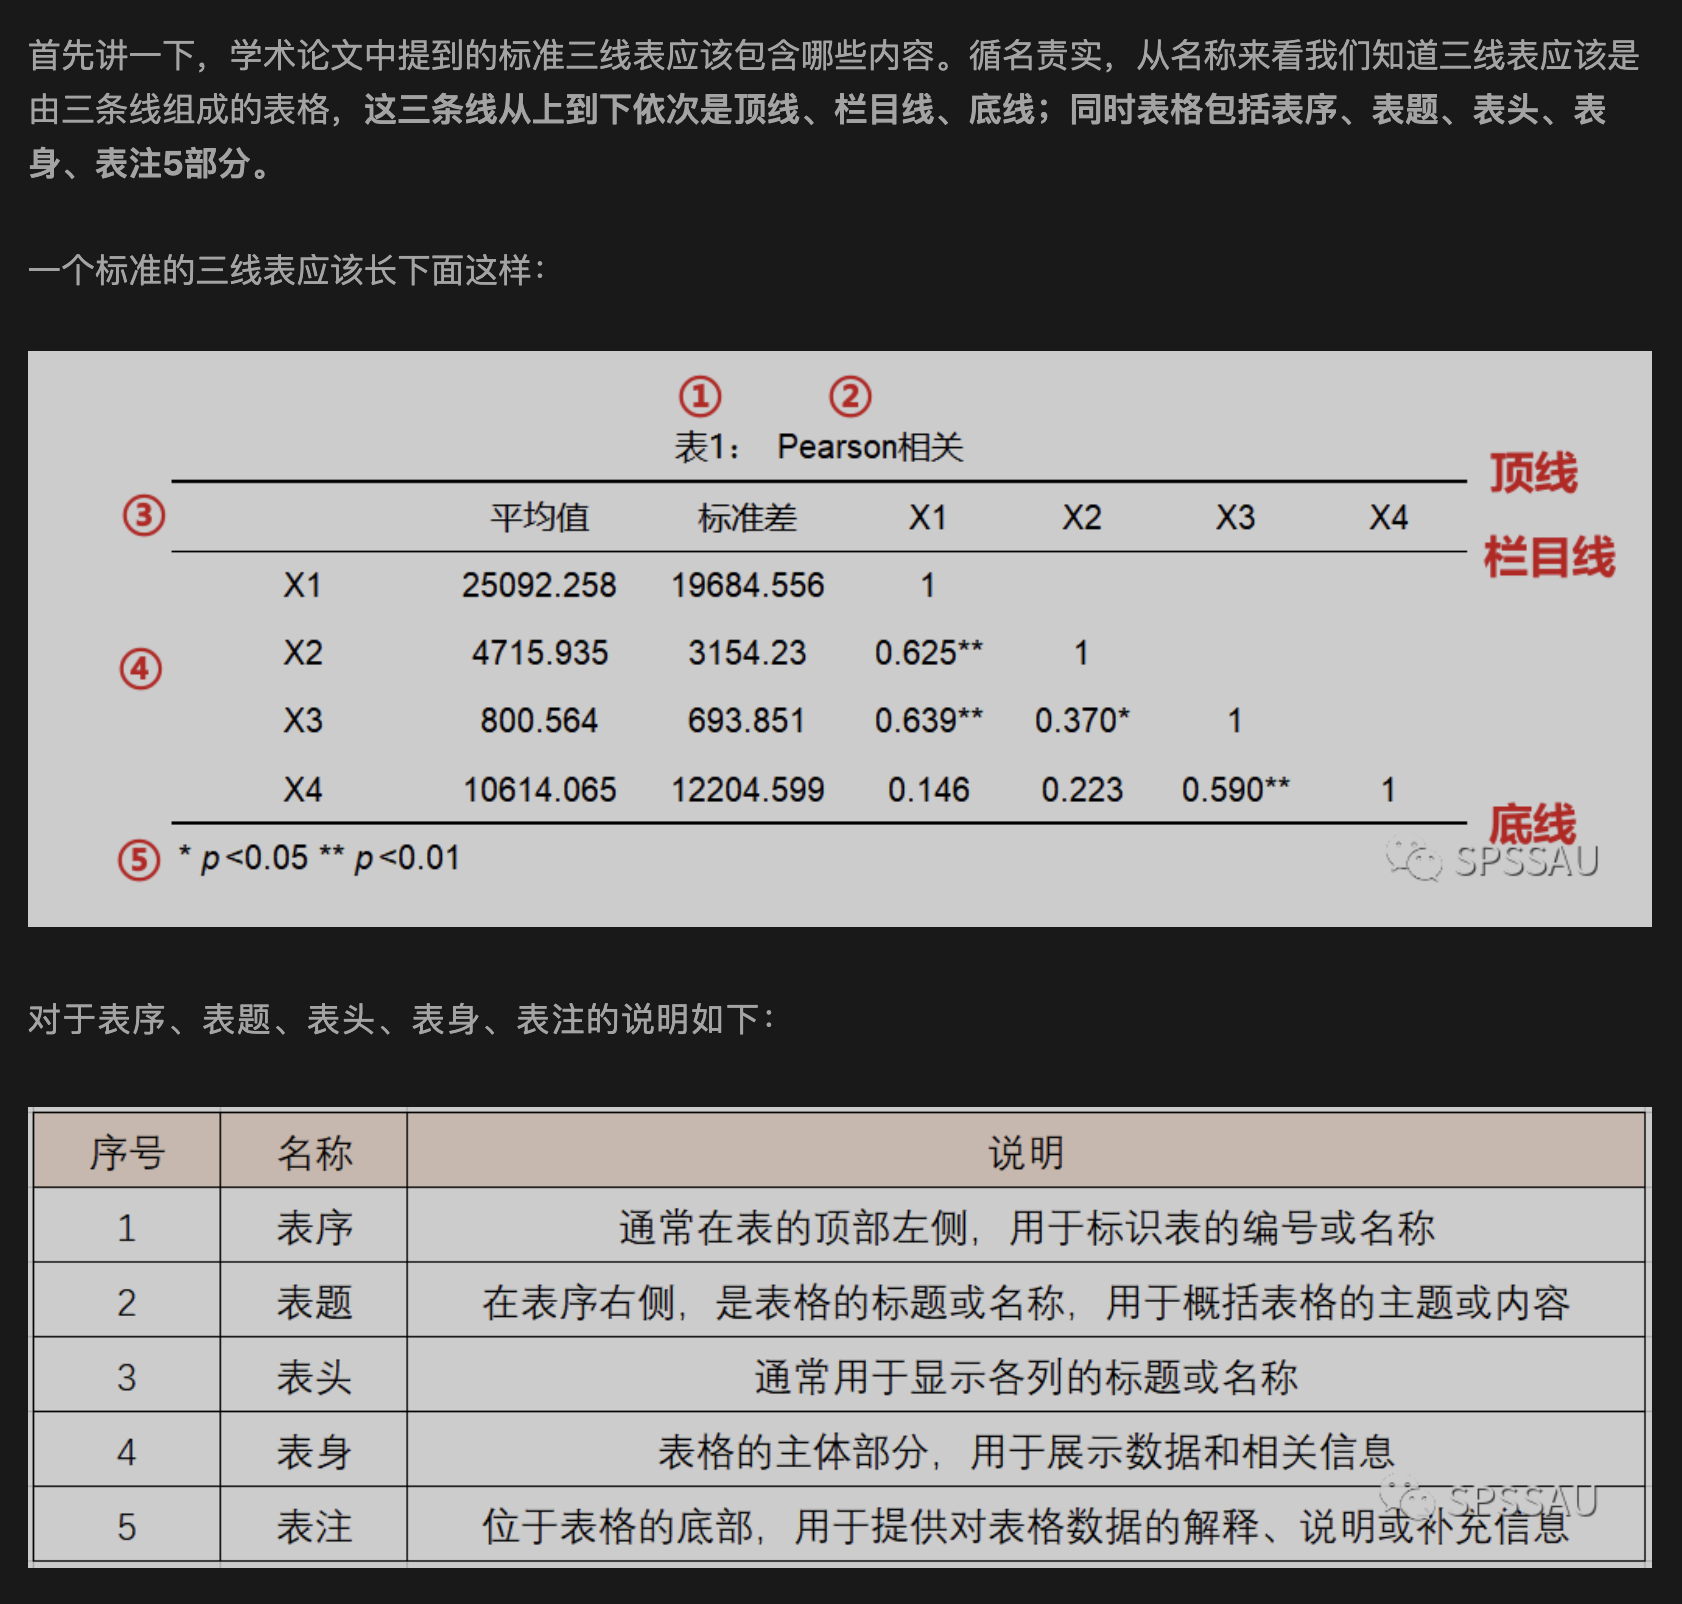 首先讲一下，学术论文中提到的标准三线表应该包含哪些内容。循名责实，从名称来看我们知道三线表应该是
由三条线组成的表格，这三条线从上到下依次是顶线、栏目线、底线；同时表格包括表序、表题、表头、表
身、表注5部分。
一个标准的三线表应该长下面这样：
① ②
表1： Pearson相关
顶线
③ 平均值 标准差 X1 X2 X3 X4
栏目线
X1 25092.258 19684.556 1
X2 4715.935 3154.23 0.625** 1
④
X3 800.564 693.851 0.639** 0.370* 1
X4 10614.065 12204.599 0.146 0.223 0.590** 1
底线
⑤ * p<0.05 ** p<0.01
SPSSAU
对于表序、表题、表头、表身、表注的说明如下：
序号 名称 说明
1 表序 通常在表的顶部左侧，用于标识表的编号或名称
2 表题 在表序右侧，是表格的标题或名称，用于概括表格的主题或内容
3 表头 通常用于显示各列的标题或名称
4 表身 表格的主体部分，用于展示数据和相关信息
SPSSAU
5 表注 位于表格的底部，用于提供对表格数据的解释、说明或补充信息